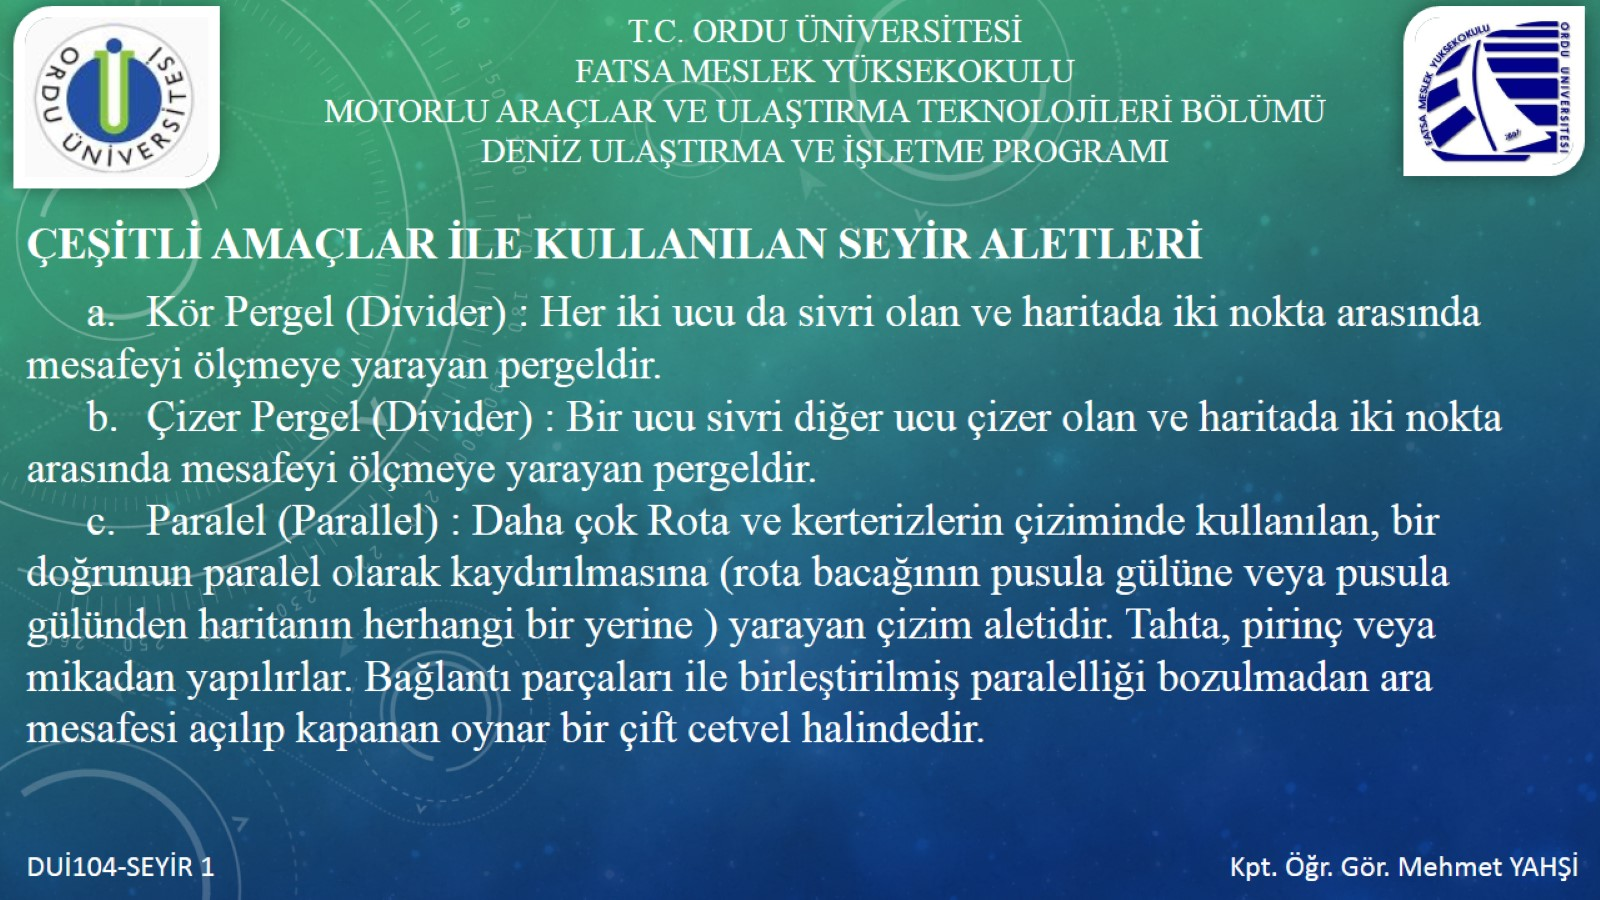 T.C. ORDU ÜNİVERSİTESİ
FATSA MESLEK YÜKSEKOKULU
MOTORLU ARAÇLAR VE ULAŞTIRMA TEKNOLOJİLERİ BÖLÜMÜ
DENİZ ULAŞTIRMA VE İŞLETME PROGRAMI
ORDU ÜNİVERSİTESİ
FATSA MESLEK YÜKSEKOKULU
ORDU ÜNİVERSİTESİ
ÇEŞİTLİ AMAÇLAR İLE KULLANILAN SEYİR ALETLERİ
a. Kör Pergel (Divider) : Her iki ucu da sivri olan ve haritada iki nokta arasında
mesafeyi ölçmeye yarayan pergeldir.
b. Çizer Pergel (Divider) : Bir ucu sivri diğer ucu çizer olan ve haritada iki nokta
arasında mesafeyi ölçmeye yarayan pergeldir.
c. Paralel (Parallel) : Daha çok Rota ve kerterizlerin çiziminde kullanılan, bir
doğrunun paralel olarak kaydırılmasına (rota bacağının pusula gülüne veya pusula
gülünden haritanın herhangi bir yerine ) yarayan çizim aletidir. Tahta, pirinç veya
mikadan yapılırlar. Bağlantı parçaları ile birleştirilmiş paralelliği bozulmadan ara
mesafesi açılıp kapanan oynar bir çift cetvel halindedir.
DUİ104-SEYİR 1
Kpt. Öğr. Gör. Mehmet YAHŞİ